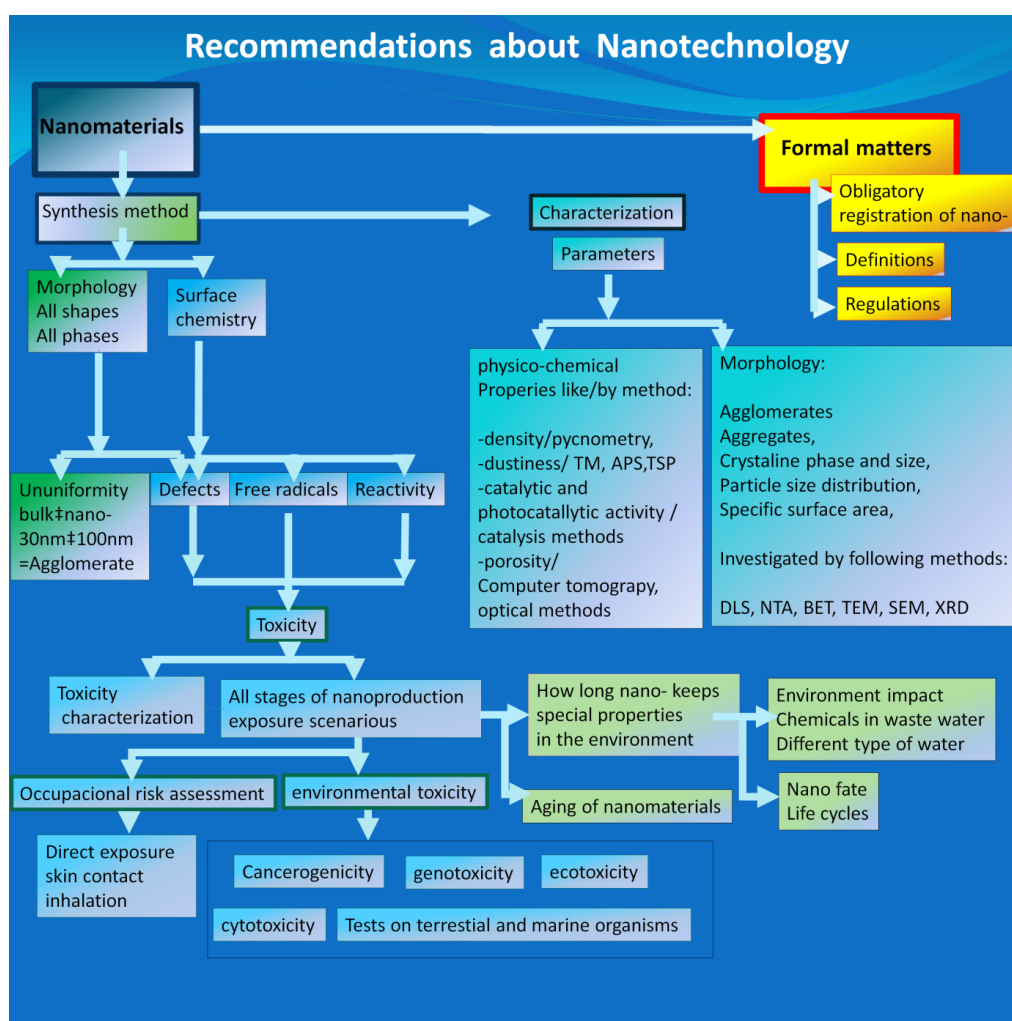 Recommendations about Nanotechnology
Nanomaterials
Formal matters
Obligatory
registration of nano-
Definitions
Regulations
Synthesis method
Characterization
Parameters
Morphology
All shapes
All phases
Surface
chemistry
physico-chemical
Properies like/by method:
-density/pycnometry,
-dustiness/ TM, APS,TSP
-catalytic and
photocatallytic activity /
catalysis methods
-porosity/
Computer tomograpy,
optical methods
Morphology:
Agglomerates
Aggregates,
Crystaline phase and size,
Particle size distribution,
Specific surface area,
Investigated by following methods:
DLS, NTA, BET, TEM, SEM, XRD
Ununiformity
bulk‡nano-
30nm‡100nm
=Agglomerate
Defects
Free radicals
Reactivity
Toxicity
Toxicity
characterization
All stages of nanoproduction
exposure scenarious
How long nano- keeps
special properties
in the environment
Environment impact
Chemicals in waste water
Different type of water
Aging of nanomaterials
Nano fate
Life cycles
Occupacional risk assessment
environmental toxicity
Direct exposure
skin contact
inhalation
Cancerogenicity
genotoxicity
ecotoxicity
cytotoxicity
Tests on terrestial and marine organisms